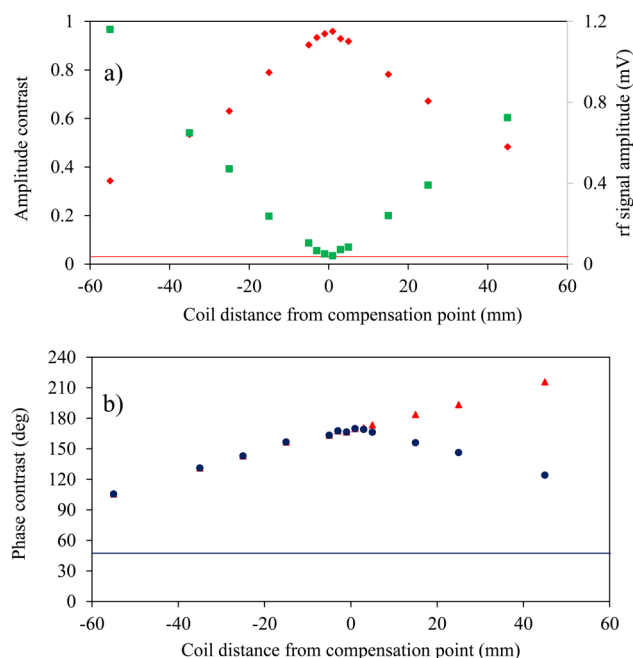 a)
1
0.8
0.6
0.4
0.2
0
Amplitude contrast
1.2
0.8
0.4
0
rf signal amplitude (mV)
-60 -40 -20 0 20 40 60
Coil distance from compensation point (mm)
b)
240
210
180
150
120
90
60
30
0
Phase contrast (deg)
-60 -40 -20 0 20 40 60
Coil distance from compensation point (mm)